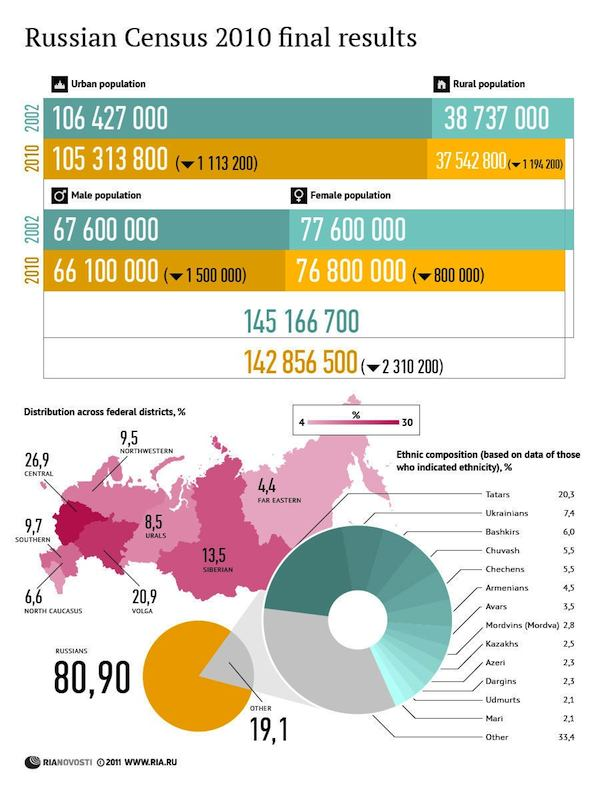 Russian Census 2010 final results
Urban population
Rural population
2002
106 427 000
38 737 000
2010
105 313 800 (▼1 113 200)
37 542 800 (▼1 194 200)
Male population
Female population
2002
67 600 000
77 600 000
2010
66 100 000 (▼1 500 000)
76 800 000 (▼800 000)
145 166 700
142 856 500 (▼2 310 200)
Distribution across federal districts, %
%
4
30
9,5
NORTHWESTERN
26,9
CENTRAL
9,7
SOUTHERN
8,5
URALS
4,4
FAR EASTERN
13,5
SIBERIAN
6,6
NORTH CAUCASUS
20,9
VOLGA
Ethnic composition (based on data of those
who indicated ethnicity), %
Tatars 20,3
Ukrainians 7,4
Bashkirs 6,0
Chuvash 5,5
Chechens 5,5
Armenians 4,5
Avars 3,5
Mordvins (Mordva) 2,8
Kazakhs 2,5
Azeri 2,3
Dargins 2,3
Udmurts 2,1
Mari 2,1
Other 33,4
RUSSIANS
80,90
OTHER
19,1
RIANOVOSTI © 2011 WWW.RIA.RU